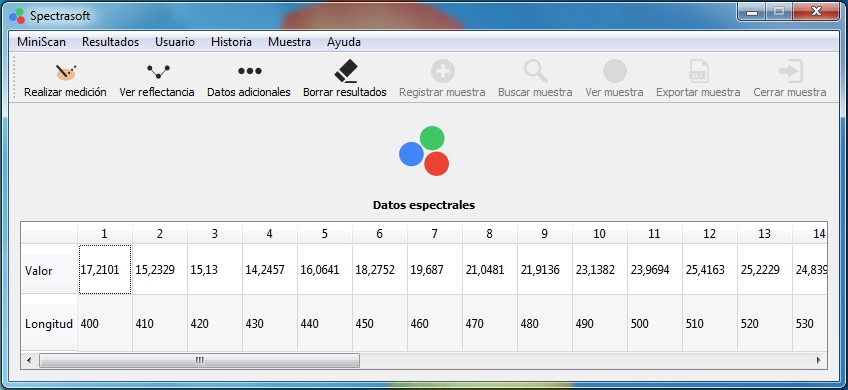 Spectrasoft
MiniScan Resultados Usuario Historia Muestra Ayuda
Realizar medición Ver reflectancia Datos adicionales Borrar resultados Registrar muestra Buscar muestra Ver muestra Exportar muestra Cerrar muestra
Datos espectrales
1 2 3 4 5 6 7 8 9 10 11 12 13 14
Valor 17,2101 15,2329 15,13 14,2457 16,0641 18,2752 19,687 21,0481 21,9136 23,1382 23,9694 25,4163 25,2229 24,839
Longitud 400 410 420 430 440 450 460 470 480 490 500 510 520 530